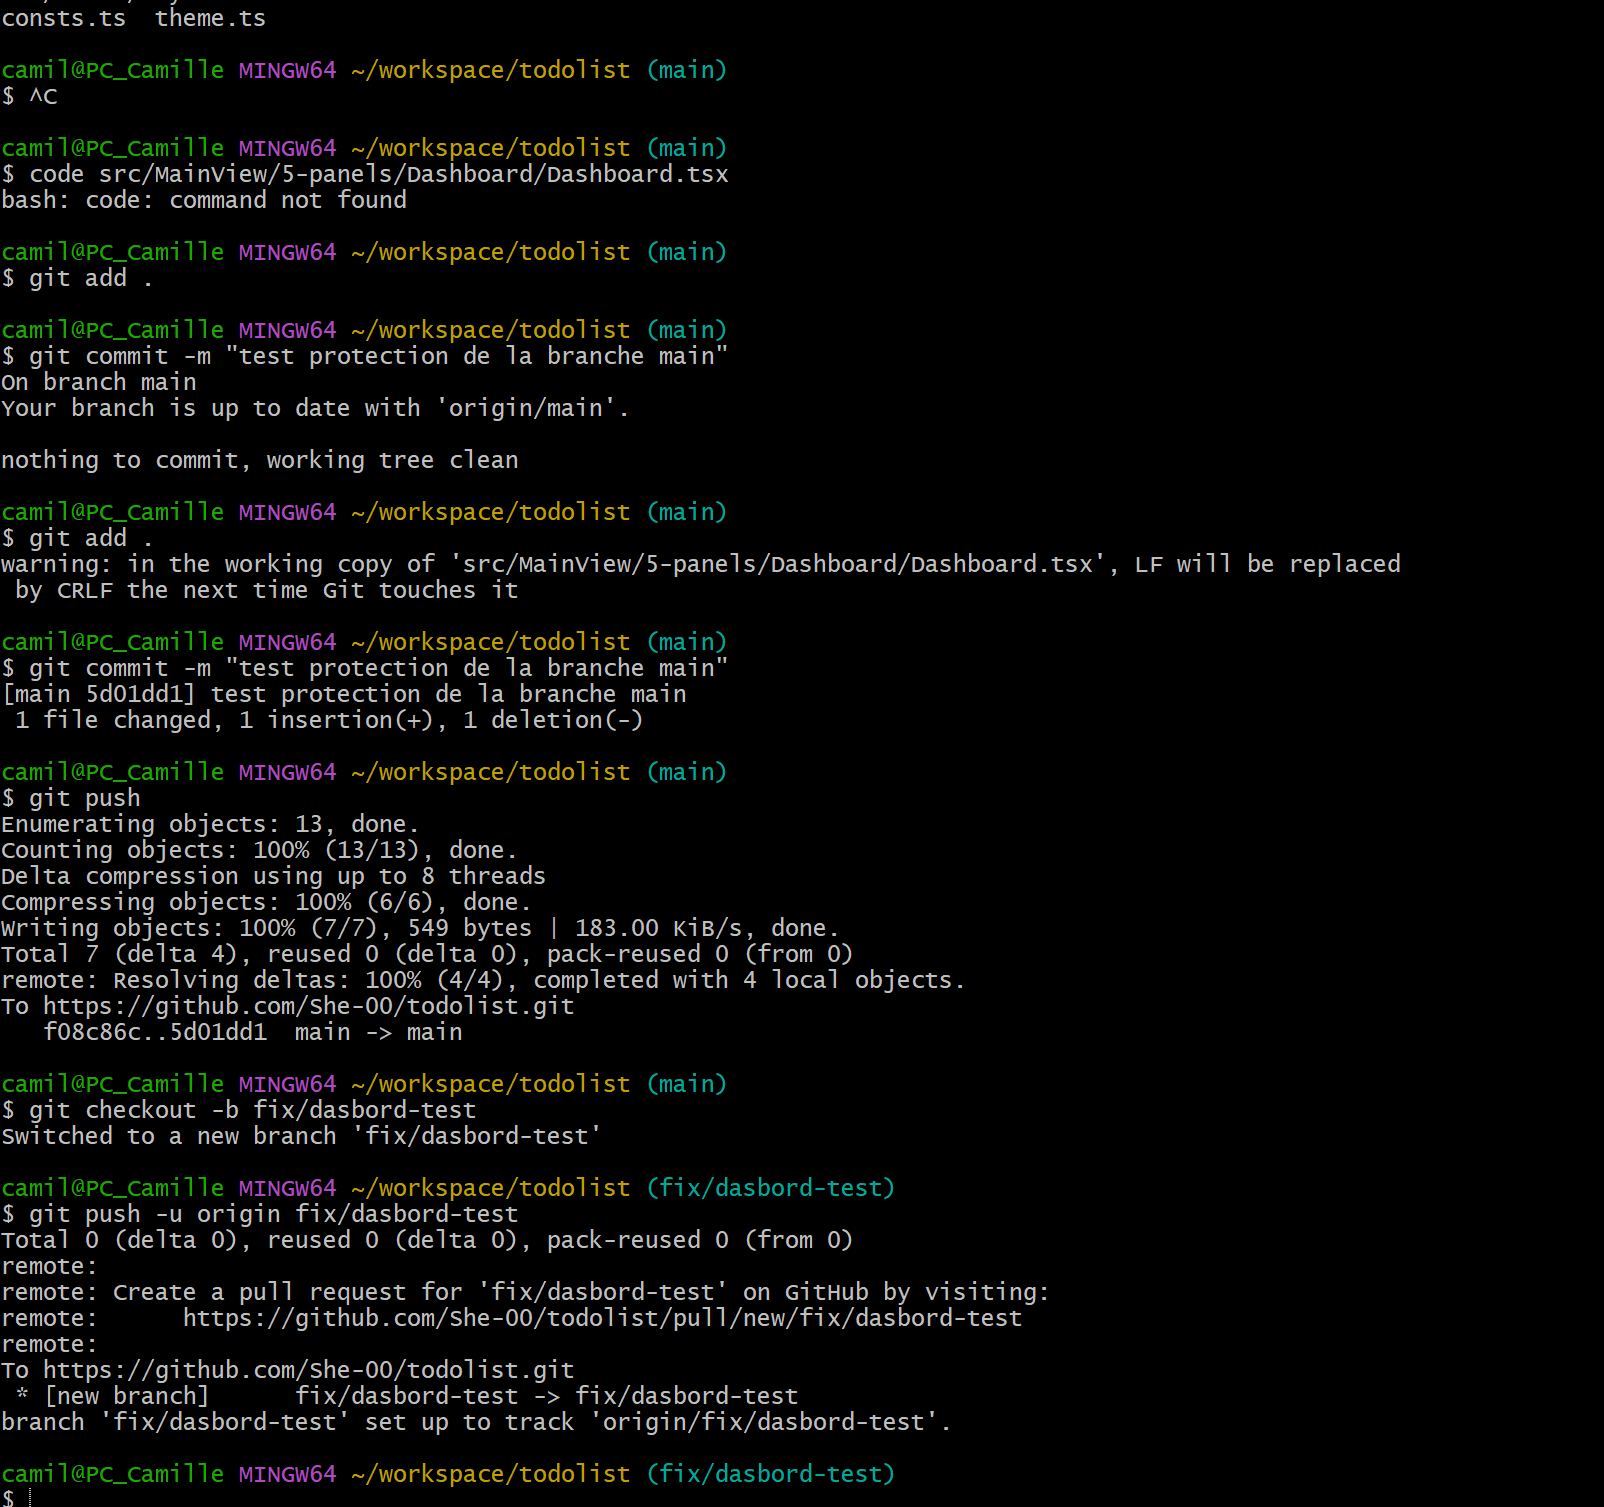 consts.ts  theme.ts
camil@PC_Camille MINGW64 ~/workspace/todolist (main)
$ ^C
camil@PC_Camille MINGW64 ~/workspace/todolist (main)
$ code src/MainView/5-panels/Dashboard/Dashboard.tsx
bash: code: command not found
camil@PC_Camille MINGW64 ~/workspace/todolist (main)
$ git add .
camil@PC_Camille MINGW64 ~/workspace/todolist (main)
$ git commit -m "test protection de la branche main"
On branch main
Your branch is up to date with 'origin/main'.
nothing to commit, working tree clean
camil@PC_Camille MINGW64 ~/workspace/todolist (main)
$ git add .
warning: in the working copy of 'src/MainView/5-panels/Dashboard/Dashboard.tsx', LF will be replaced
 by CRLF the next time Git touches it
camil@PC_Camille MINGW64 ~/workspace/todolist (main)
$ git commit -m "test protection de la branche main"
[main 5d01dd1] test protection de la branche main
 1 file changed, 1 insertion(+), 1 deletion(-)
camil@PC_Camille MINGW64 ~/workspace/todolist (main)
$ git push
Enumerating objects: 13, done.
Counting objects: 100% (13/13), done.
Delta compression using up to 8 threads
Compressing objects: 100% (6/6), done.
Writing objects: 100% (7/7), 549 bytes | 183.00 KiB/s, done.
Total 7 (delta 4), reused 0 (delta 0), pack-reused 0 (from 0)
remote: Resolving deltas: 100% (4/4), completed with 4 local objects.
To https://github.com/She-00/todolist.git
   f08c86c..5d01dd1  main -> main
camil@PC_Camille MINGW64 ~/workspace/todolist (main)
$ git checkout -b fix/dasbord-test
Switched to a new branch 'fix/dasbord-test'
camil@PC_Camille MINGW64 ~/workspace/todolist (fix/dasbord-test)
$ git push -u origin fix/dasbord-test
Total 0 (delta 0), reused 0 (delta 0), pack-reused 0 (from 0)
remote:
remote: Create a pull request for 'fix/dasbord-test' on GitHub by visiting:
remote:      https://github.com/She-00/todolist/pull/new/fix/dasbord-test
remote:
To https://github.com/She-00/todolist.git
 * [new branch]      fix/dasbord-test -> fix/dasbord-test
branch 'fix/dasbord-test' set up to track 'origin/fix/dasbord-test'.
camil@PC_Camille MINGW64 ~/workspace/todolist (fix/dasbord-test)
$